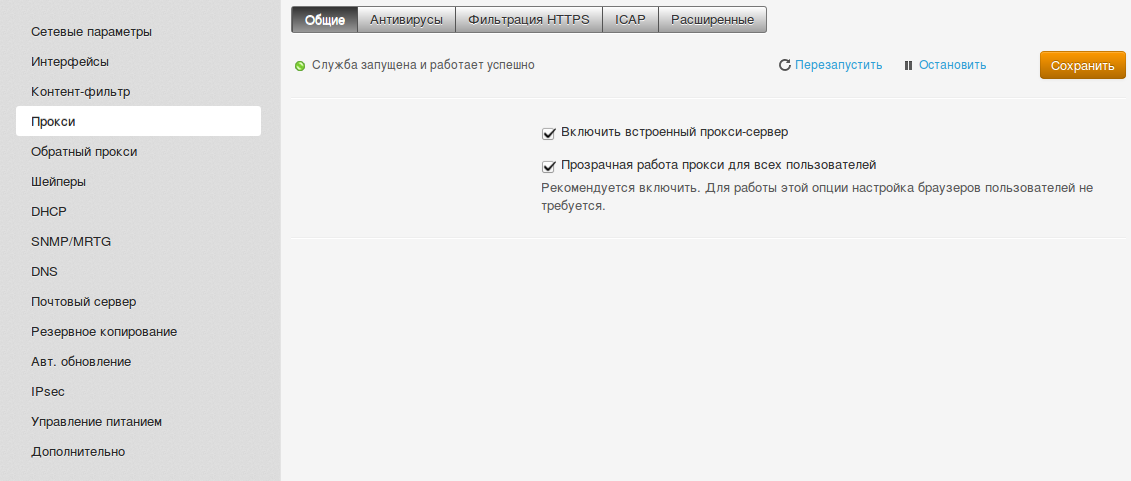 Сетевые параметры
Интерфейсы
Контент-фильтр
Прокси
Обратный прокси
Шейперы
DHCP
SNMP/MRTG
DNS
Почтовый сервер
Резервное копирование
Авт. обновление
IPsec
Управление питанием
Дополнительно
Общие Антивирусы Фильтрация HTTPS ICAP Расширенные
Служба запущена и работает успешно Перезапустить Остановить Сохранить
Включить встроенный прокси-сервер
Прозрачная работа прокси для всех пользователей
Рекомендуется включить. Для работы этой опции настройка браузеров пользователей не
требуется.